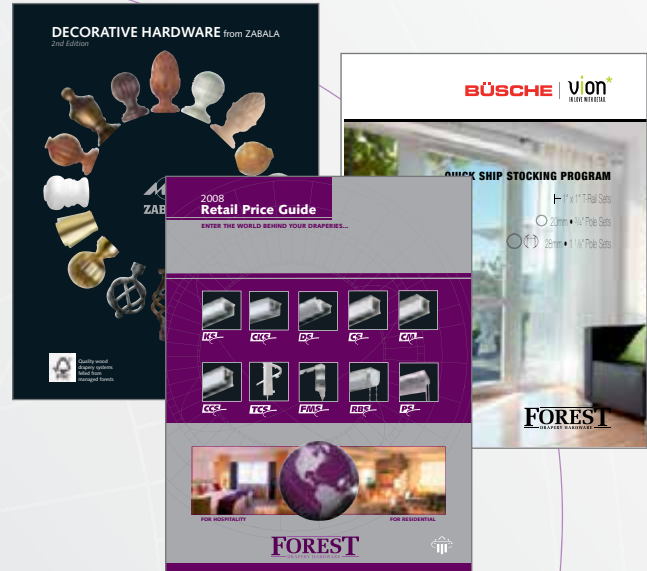 DECORATIVE HARDWARE from ZABALA
2nd Edition
ZAB
Quality wood
drapery systems
felled from
managed forests
BÜSCHE | vion*
IN LOVE WITH DETAIL
QUICK SHIP STOCKING PROGRAM
1" x 1" T-Rail Sets
20mm • ¾" Pole Sets
28mm • 1 ⅛" Pole Sets
FOREST
DRAPERY HARDWARE
2008
Retail Price Guide
ENTER THE WORLD BEHIND YOUR DRAPERIES...
KS CKS DS CS CM
CCS TCS FMS RBS PS
FOR HOSPITALITY FOR RESIDENTIAL
FOREST
DRAPERY HARDWARE